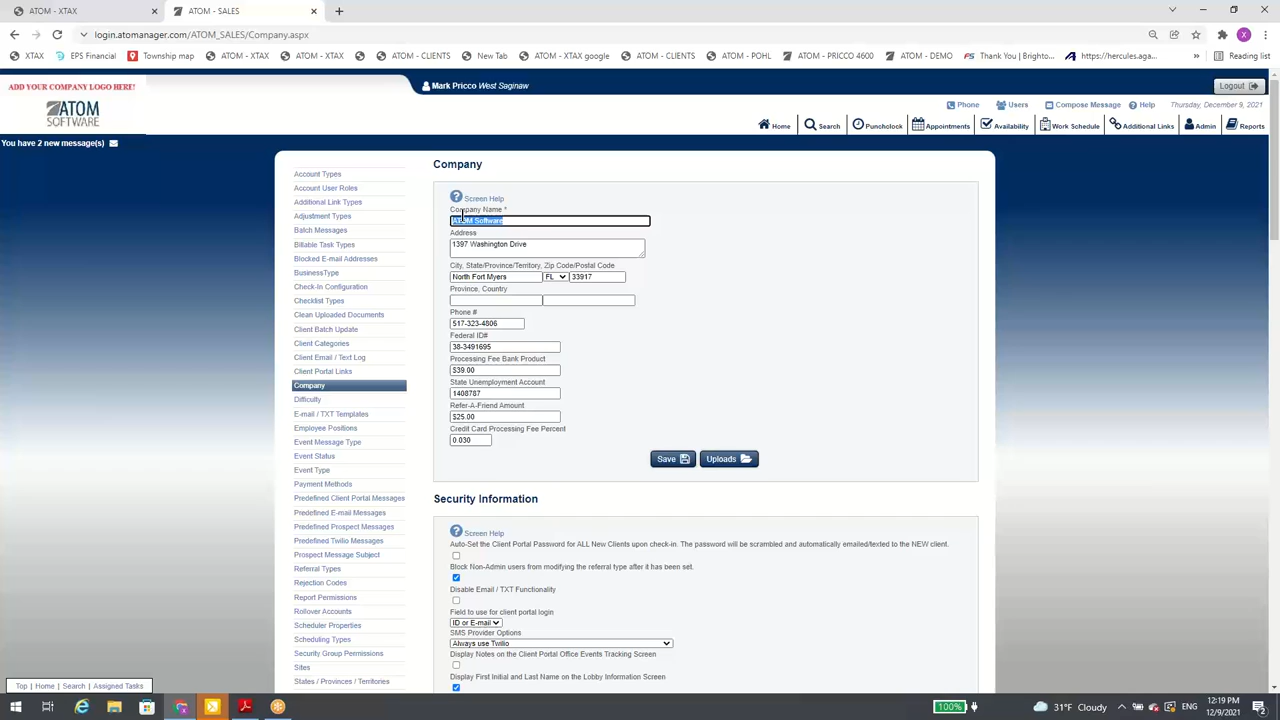 ATOM - SALES
ATOM - SALES
login.atomanager.com/ATOM_SALES/Company.aspx
XTAX
EPS Financial
Township map
ATOM - XTAX
ATOM - XTAX
ATOM - CLIENTS
New Tab
ATOM - XTAX google
ATOM - CLIENTS
ATOM - POHL
ATOM - PRICCO 4600
ATOM - DEMO
Thank You | Brighto...
https://hercules.aga...
Reading list
ADD YOUR COMPANY LOGO HERE!
ATOM
SOFTWARE
Mark Pricco West Saginaw
Logout
Phone
Users
Compose Message
Help
Thursday, December 9, 2021
Home
Search
Punchclock
Appointments
Availability
Work Schedule
Additional Links
Admin
Reports
You have 2 new message(s)
Account Types
Account User Roles
Additional Link Types
Adjustment Types
Batch Messages
Billable Task Types
Blocked E-mail Addresses
BusinessType
Check-In Configuration
Checklist Types
Clean Uploaded Documents
Client Batch Update
Client Categories
Client Email / Text Log
Client Portal Links
Company
Difficulty
E-mail / TXT Templates
Employee Positions
Event Message Type
Event Status
Event Type
Payment Methods
Predefined Client Portal Messages
Predefined E-mail Messages
Predefined Prospect Messages
Predefined Twilio Messages
Prospect Message Subject
Referral Types
Rejection Codes
Report Permissions
Rollover Accounts
Scheduler Properties
Scheduling Types
Security Group Permissions
Sites
States / Provinces / Territories
Company
Screen Help
Company Name *
ATOM Software
Address
1397 Washington Drive
City, State/Province/Territory, Zip Code/Postal Code
North Fort Myers FL 33917
Province, Country
Phone #
517-323-4806
Federal ID#
38-3491695
Processing Fee Bank Product
$39.00
State Unemployment Account
1408787
Refer-A-Friend Amount
$25.00
Credit Card Processing Fee Percent
0.030
Save
Uploads
Security Information
Screen Help
Auto-Set the Client Portal Password for ALL New Clients upon check-in. The password will be scrambled and automatically emailed/texted to the NEW client.
Block Non-Admin users from modifying the referral type after it has been set.
Disable Email / TXT Functionality
Field to use for client portal login
ID or E-mail
SMS Provider Options
Always use Twilio
Display Notes on the Client Portal Office Events Tracking Screen
Display First Initial and Last Name on the Lobby Information Screen
Top | Home | Search | Assigned Tasks
100%
31°F Cloudy
12:19 PM
12/9/2021